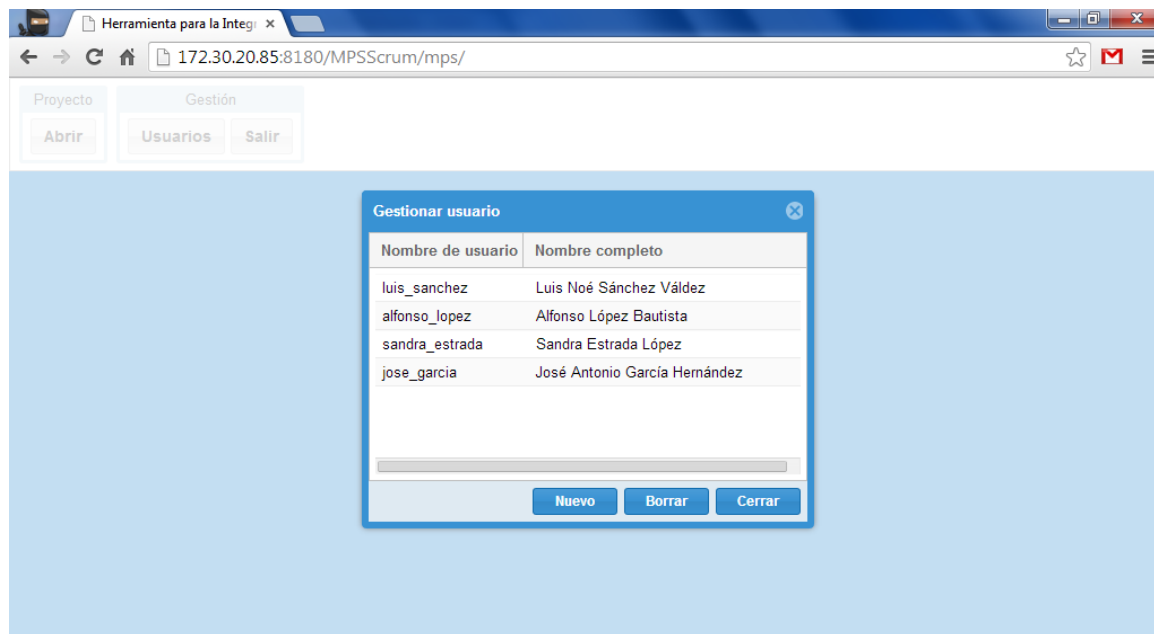 Herramienta para la Integr
172.30.20.85:8180/MPSScrum/mps/
Proyecto Gestión
Abrir Usuarios Salir
Gestionar usuario
Nombre de usuario Nombre completo
luis_sanchez Luis Noé Sánchez Váldez
alfonso_lopez Alfonso López Bautista
sandra_estrada Sandra Estrada López
jose_garcia José Antonio García Hernández
Nuevo Borrar Cerrar